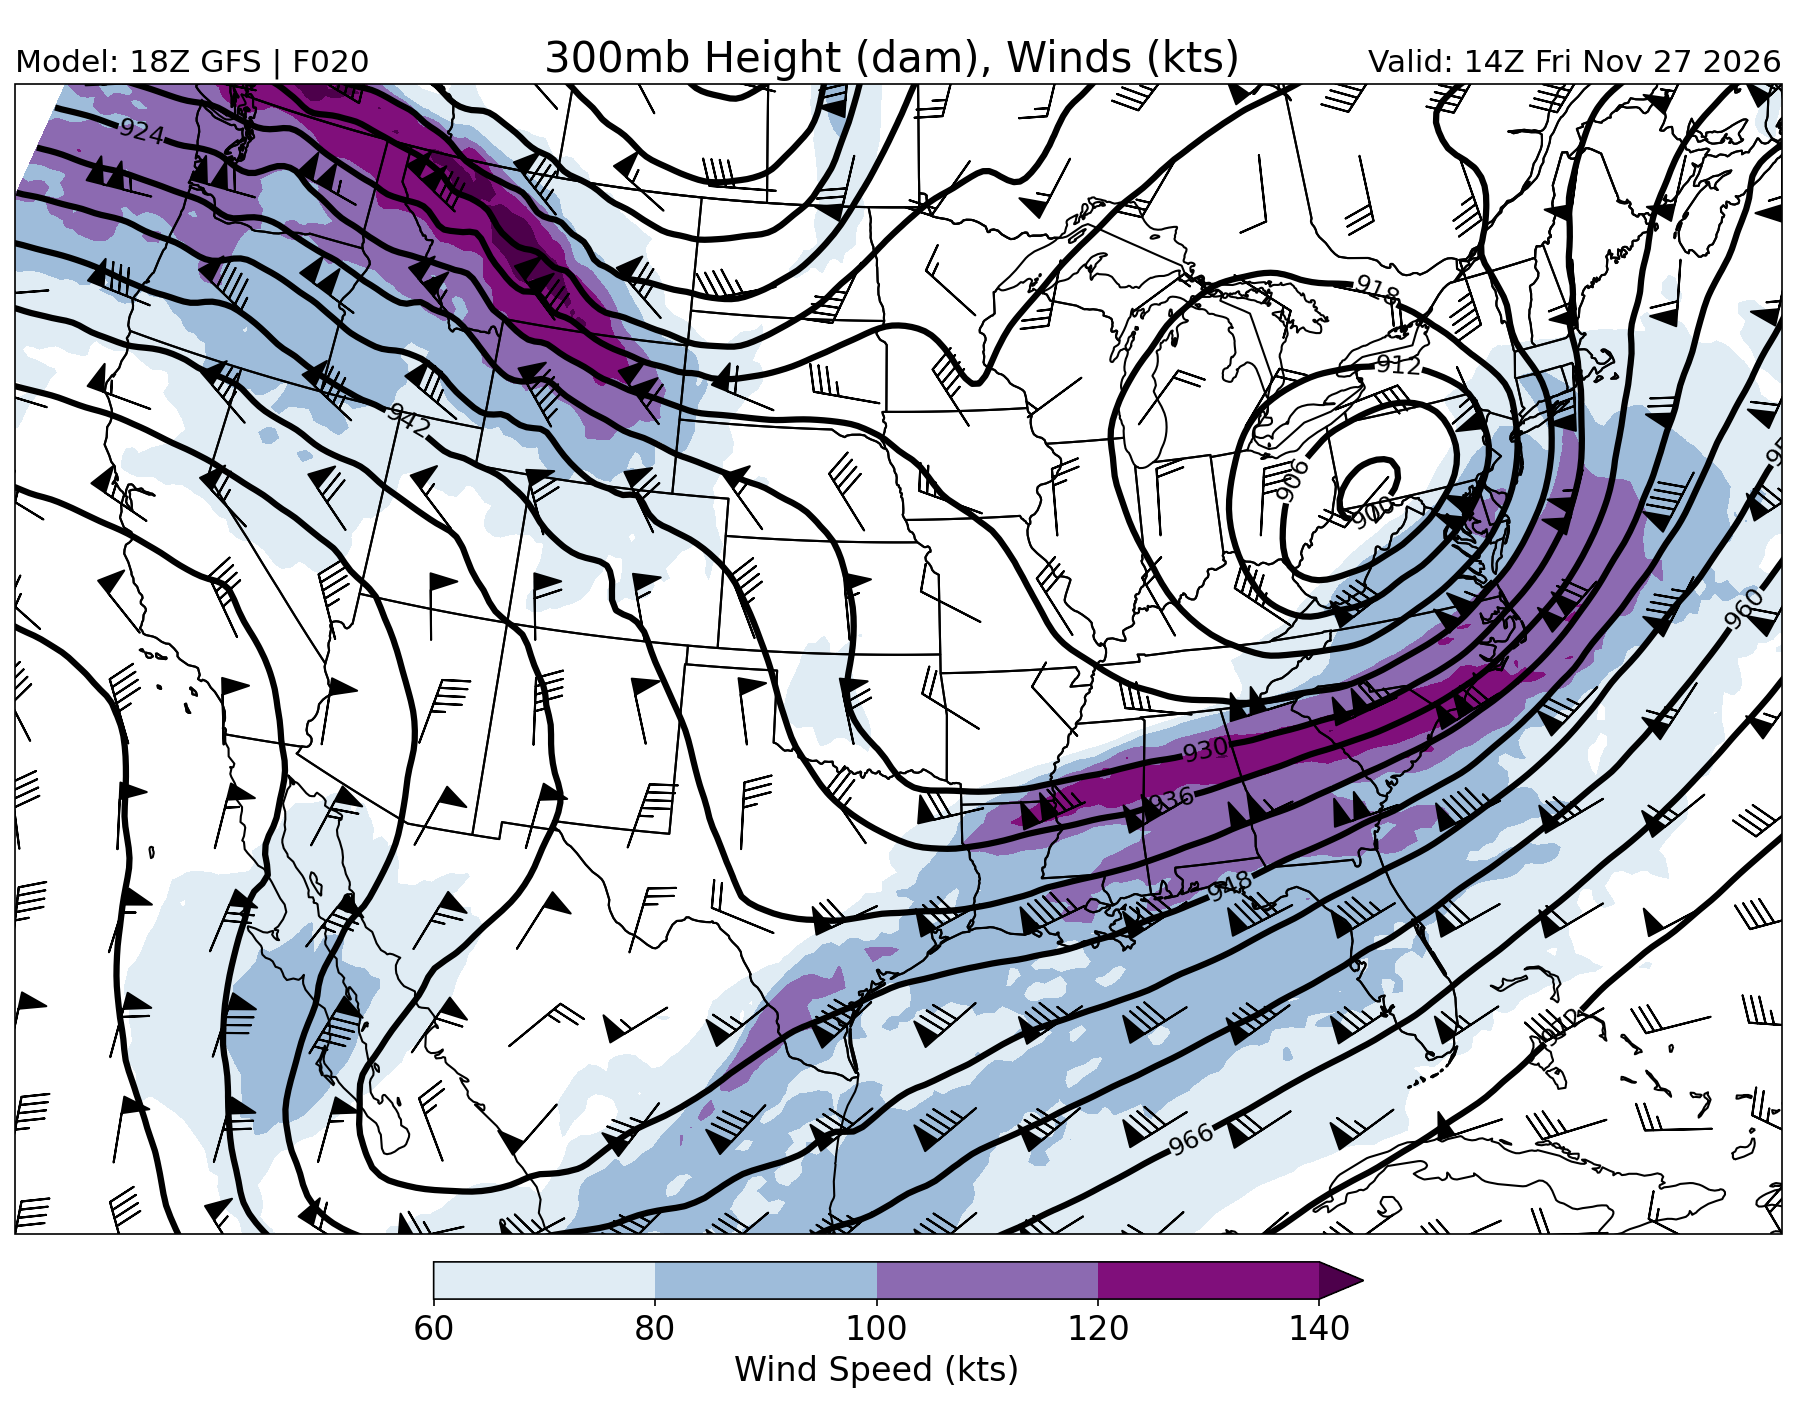 Model: 18Z GFS | F020
300mb Height (dam), Winds (kts)
Valid: 14Z Fri Nov 27 2026
924
918
912
942
906
900
960
930
936
948
972
966
60 80 100 120 140
Wind Speed (kts)